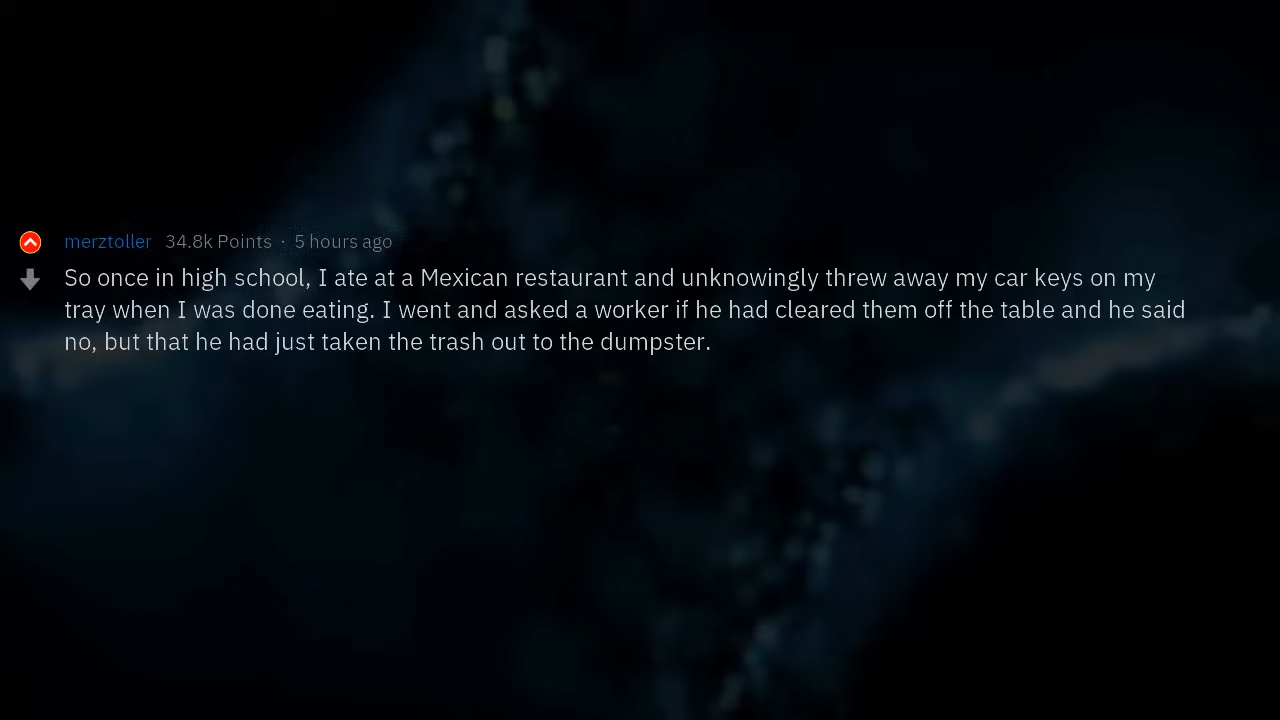 merztoller 34.8k Points · 5 hours ago
So once in high school, I ate at a Mexican restaurant and unknowingly threw away my car keys on my
tray when I was done eating. I went and asked a worker if he had cleared them off the table and he said
no, but that he had just taken the trash out to the dumpster.